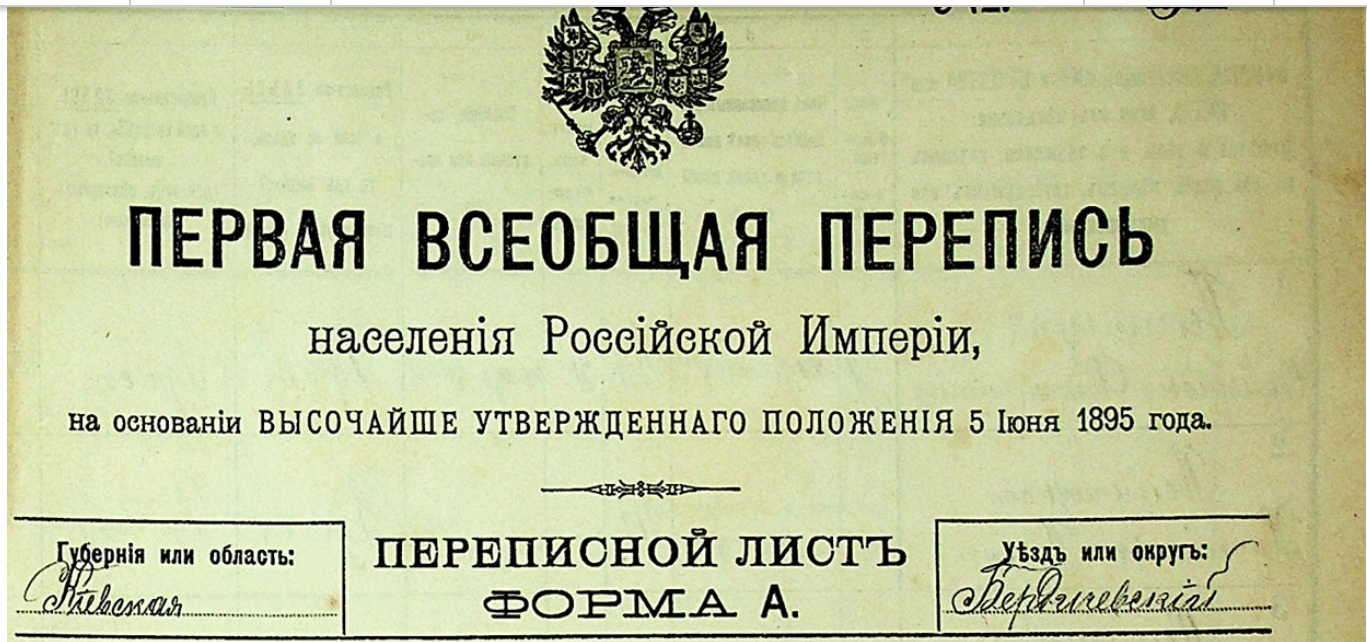 ПЕРВАЯ ВСЕОБЩАЯ ПЕРЕПИСЬ
населенія Россійской Имперіи,
на основаніи ВЫСОЧАЙШЕ УТВЕРЖДЕННАГО ПОЛОЖЕНІЯ 5 Іюня 1895 года.
Губернія или область:
Кіевская
ПЕРЕПИСНОЙ ЛИСТЪ
ФОРМА А.
Уѣздъ или округъ:
Бердичевскій